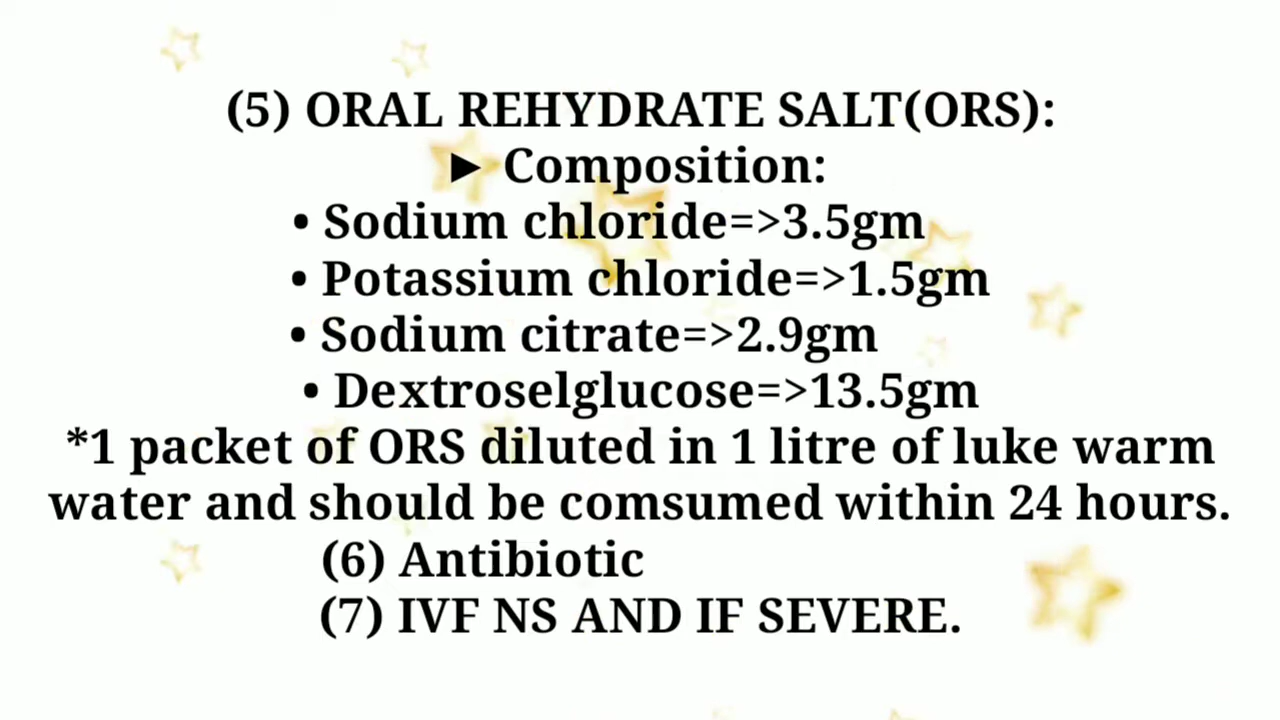 (5) ORAL REHYDRATE SALT(ORS):
► Composition:
• Sodium chloride=>3.5gm
• Potassium chloride=>1.5gm
• Sodium citrate=>2.9gm
• Dextroselglucose=>13.5gm
*1 packet of ORS diluted in 1 litre of luke warm
water and should be comsumed within 24 hours.
(6) Antibiotic
(7) IVF NS AND IF SEVERE.